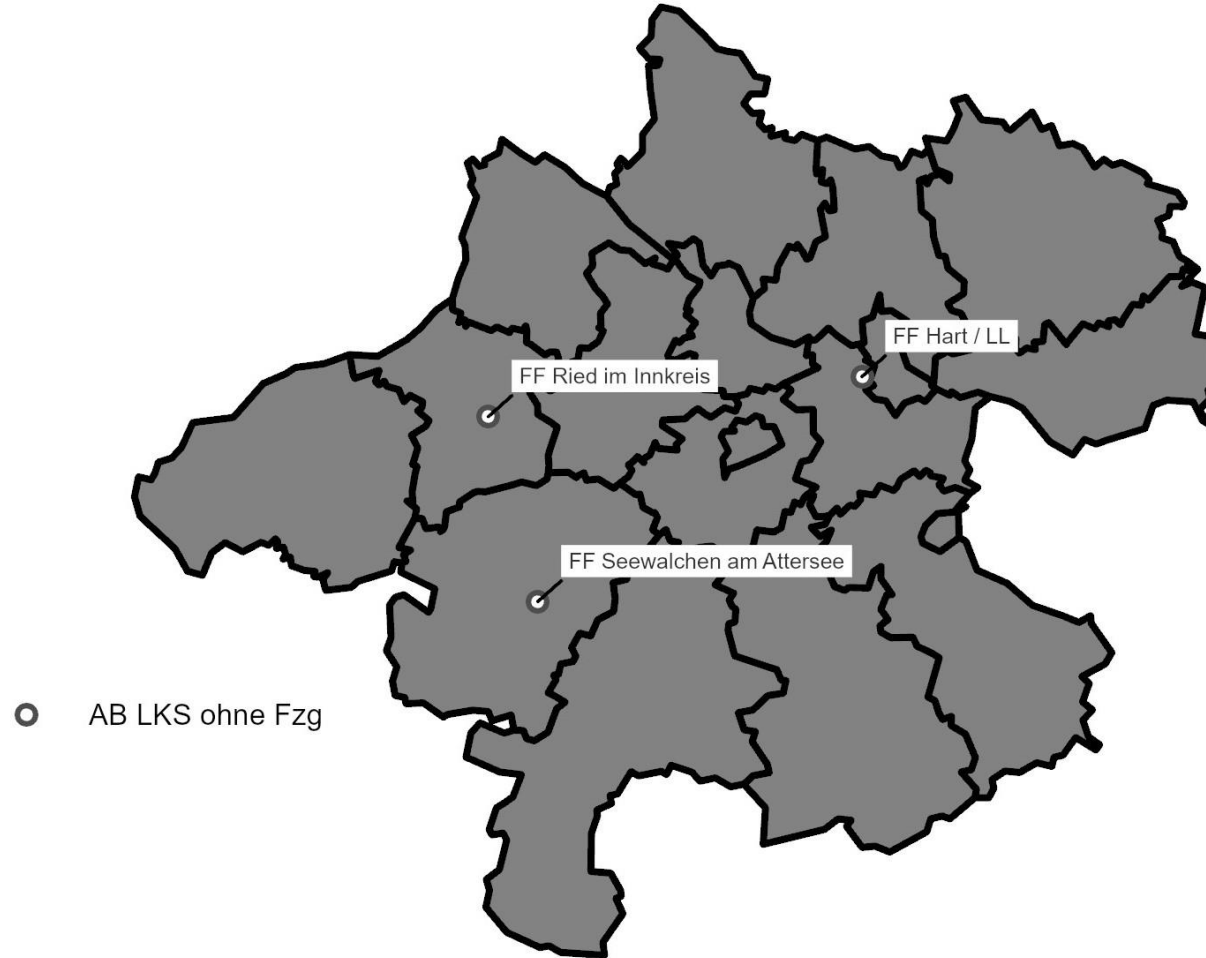 FF Hart / LL
FF Ried im Innkreis
FF Seewalchen am Attersee
AB LKS ohne Fzg